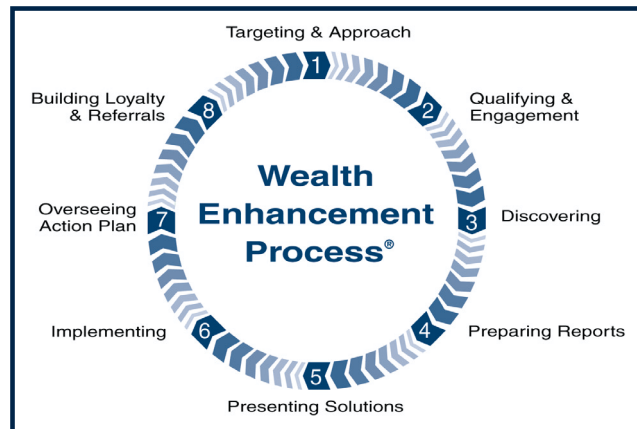 Targeting & Approach
1
2
Qualifying &
Engagement
3
Discovering
4
Preparing Reports
5
Presenting Solutions
6
Implementing
7
Overseeing
Action Plan
8
Building Loyalty
& Referrals
Wealth
Enhancement
Process®